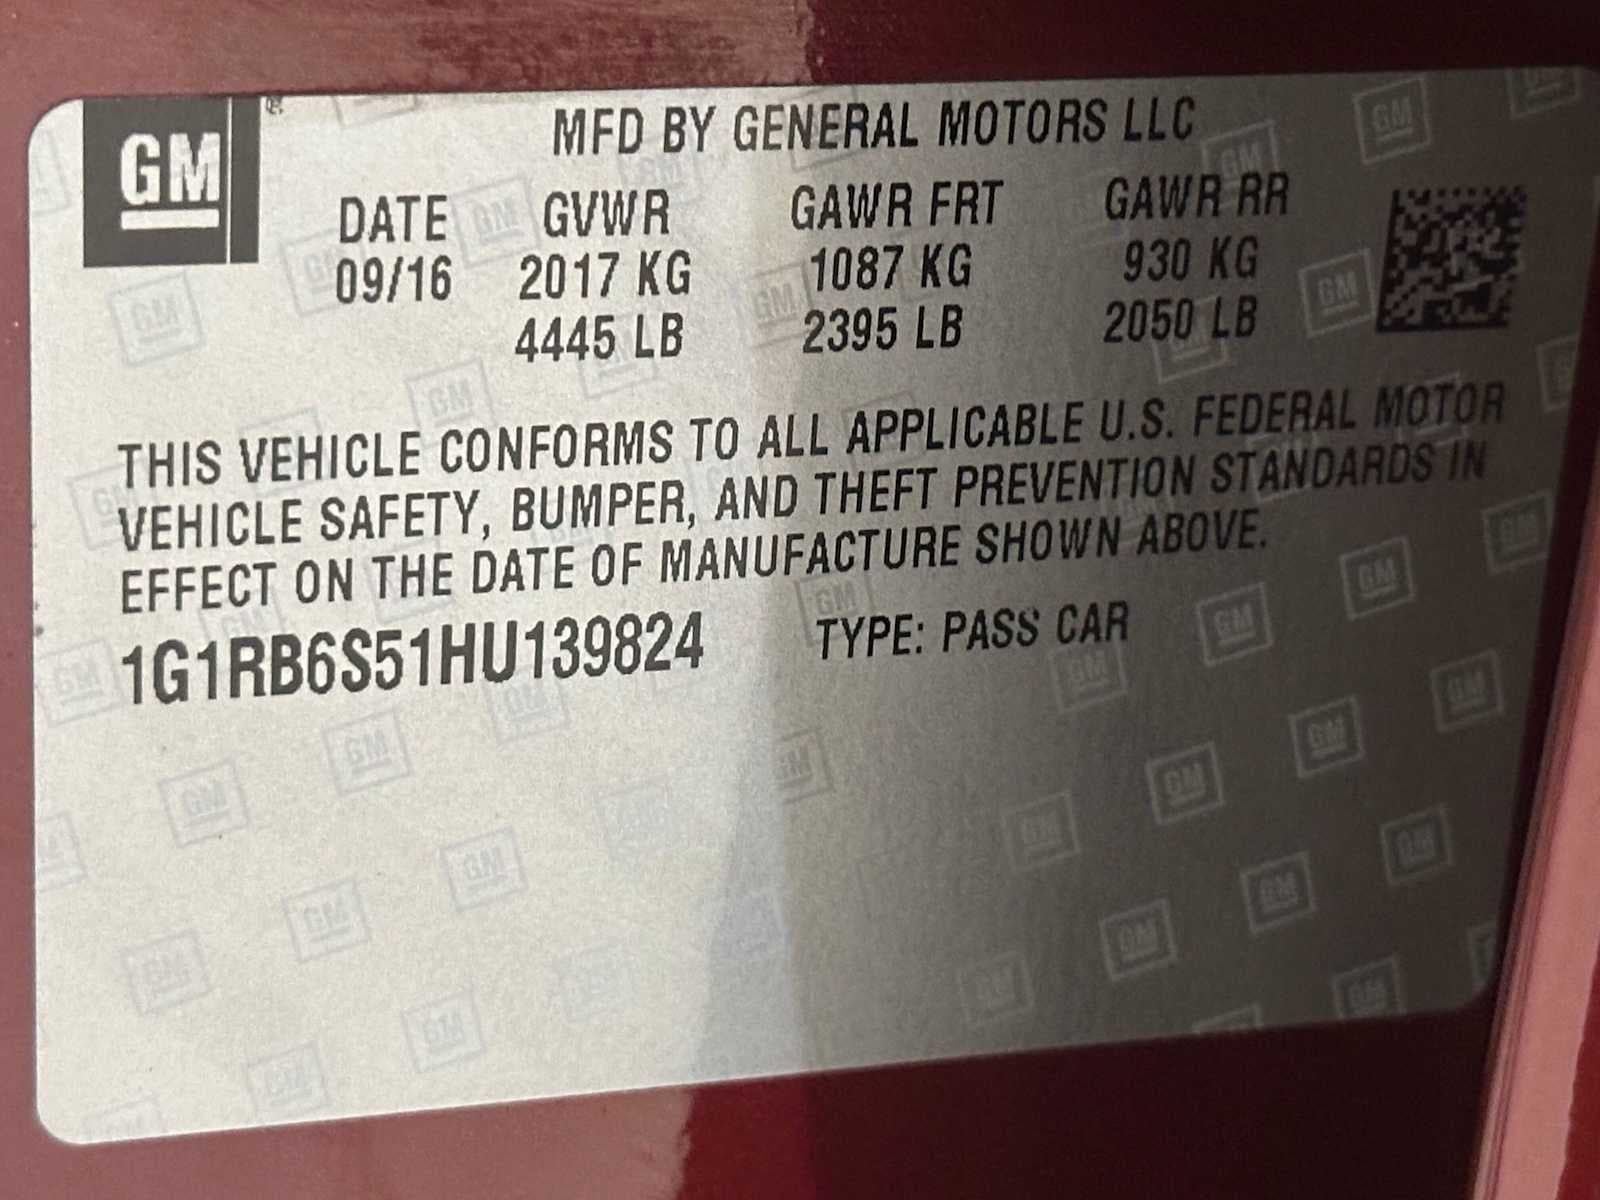 GM
MFD BY GENERAL MOTORS LLC
DATE GVWR GAWR FRT GAWR RR
09/16 2017 KG 1087 KG 930 KG
4445 LB 2395 LB 2050 LB
THIS VEHICLE CONFORMS TO ALL APPLICABLE U.S. FEDERAL MOTOR
VEHICLE SAFETY, BUMPER, AND THEFT PREVENTION STANDARDS IN
EFFECT ON THE DATE OF MANUFACTURE SHOWN ABOVE.
1G1RB6S51HU139824 TYPE: PASS CAR